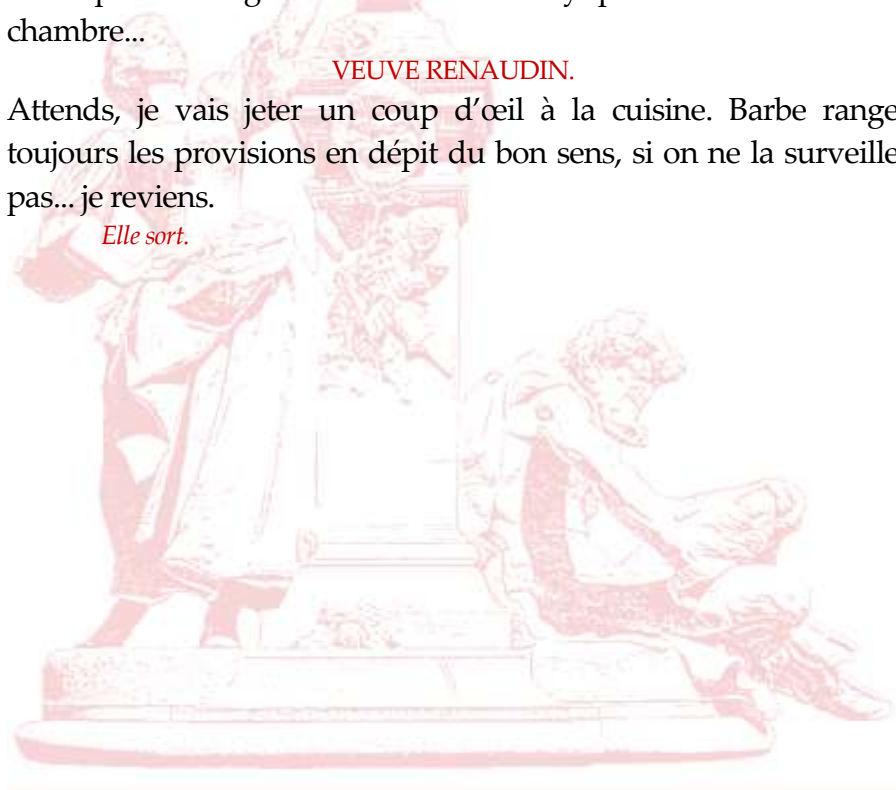 chambre...
VEUVE RENAUDIN.
Attends, je vais jeter un coup d’œil à la cuisine. Barbe range
toujours les provisions en dépit du bon sens, si on ne la surveille
pas... je reviens.
Elle sort.